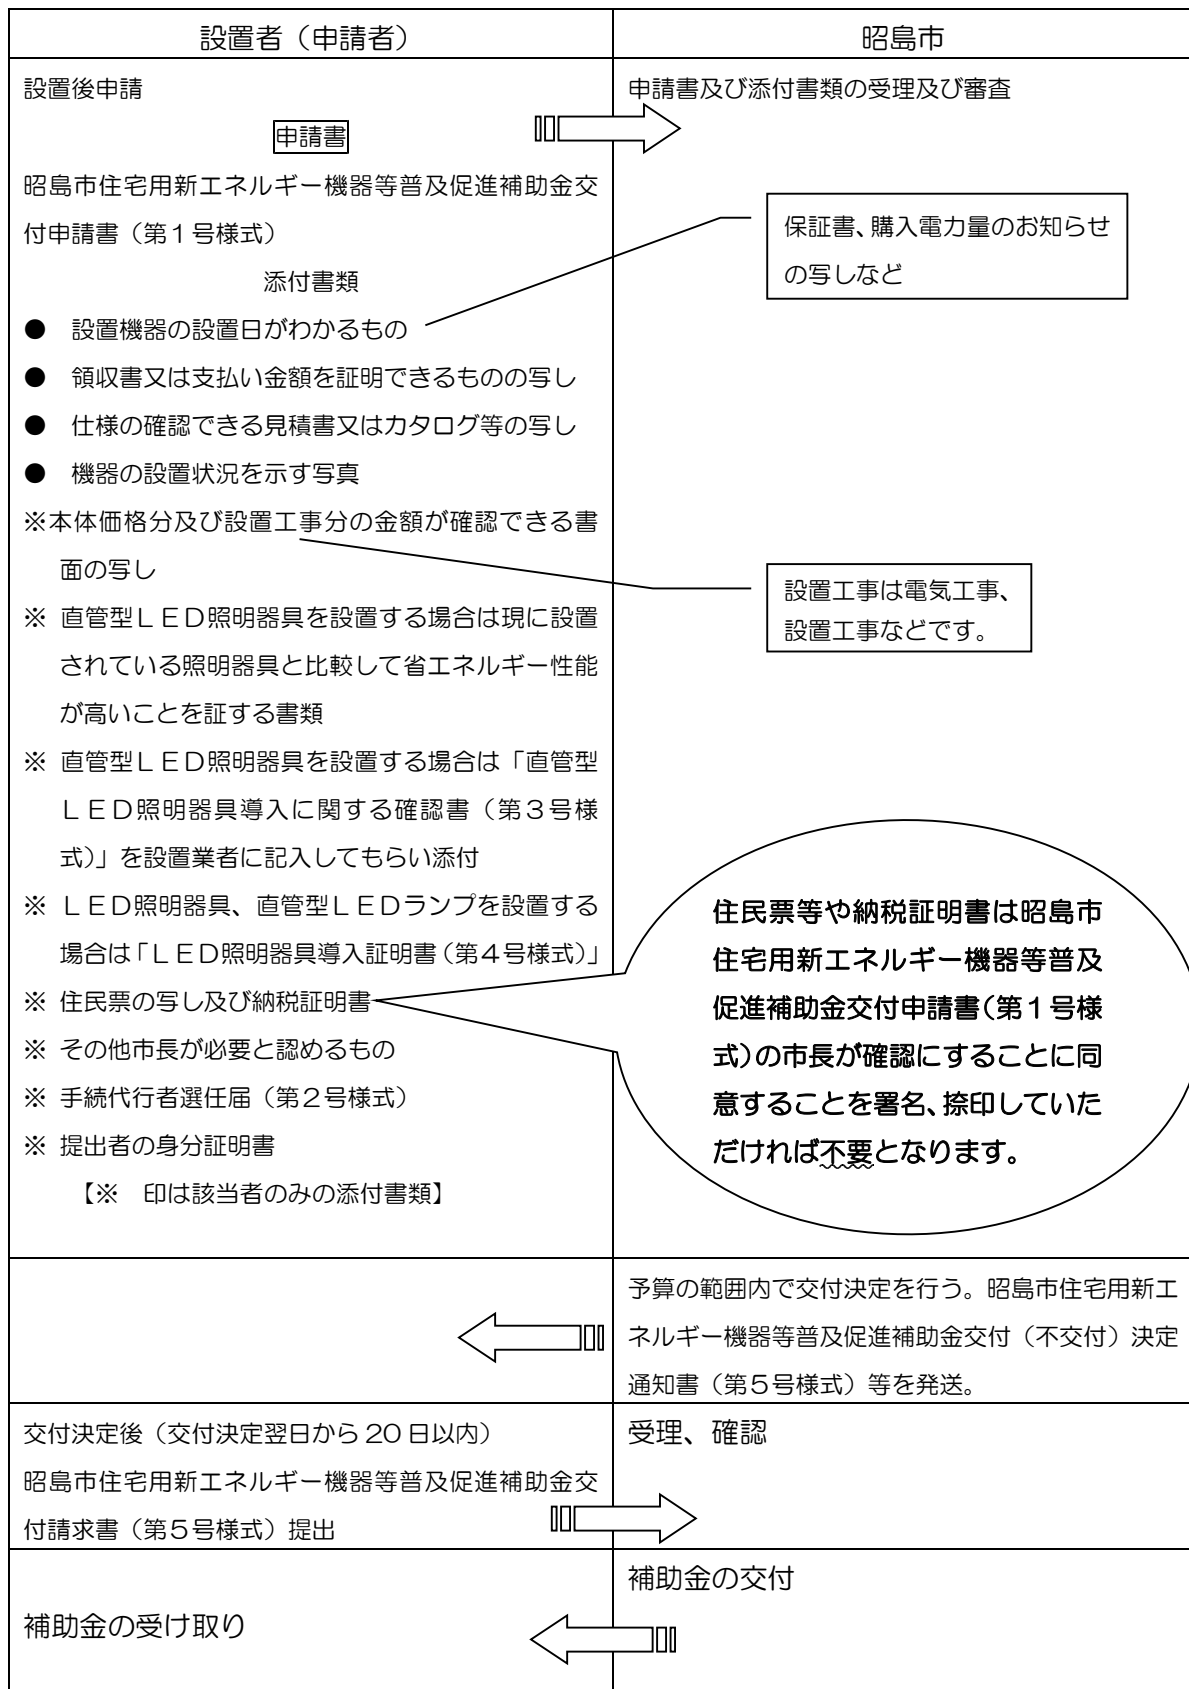 設置者（申請者）
昭島市
設置後申請
申請書
昭島市住宅用新エネルギー機器等普及促進補助金交
付申請書（第１号様式）
添付書類
●　設置機器の設置日がわかるもの
●　領収書又は支払い金額を証明できるものの写し
●　仕様の確認できる見積書又はカタログ等の写し
●　機器の設置状況を示す写真
※本体価格分及び設置工事分の金額が確認できる書
面の写し
※ 直管型ＬＥＤ照明器具を設置する場合は現に設置
されている照明器具と比較して省エネルギー性能
が高いことを証する書類
※ 直管型ＬＥＤ照明器具を設置する場合は「直管型
ＬＥＤ照明器具導入に関する確認書（第３号様
式）」を設置業者に記入してもらい添付
※ ＬＥＤ照明器具、直管型ＬＥＤランプを設置する
場合は「ＬＥＤ照明器具導入証明書（第４号様式）」
※ 住民票の写し及び納税証明書
※ その他市長が必要と認めるもの
※ 手続代行者選任届（第２号様式）
※ 提出者の身分証明書
【※　印は該当者のみの添付書類】
申請書及び添付書類の受理及び審査
保証書、購入電力量のお知らせ
の写しなど
設置工事は電気工事、
設置工事などです。
住民票等や納税証明書は昭島市
住宅用新エネルギー機器等普及
促進補助金交付申請書（第１号様
式）の市長が確認にすることに同
意することを署名、捺印していた
だければ不要となります。
予算の範囲内で交付決定を行う。昭島市住宅用新エ
ネルギー機器等普及促進補助金交付（不交付）決定
通知書（第５号様式）等を発送。
交付決定後（交付決定翌日から 20 日以内）
昭島市住宅用新エネルギー機器等普及促進補助金交
付請求書（第５号様式）提出
受理、確認
補助金の受け取り
補助金の交付